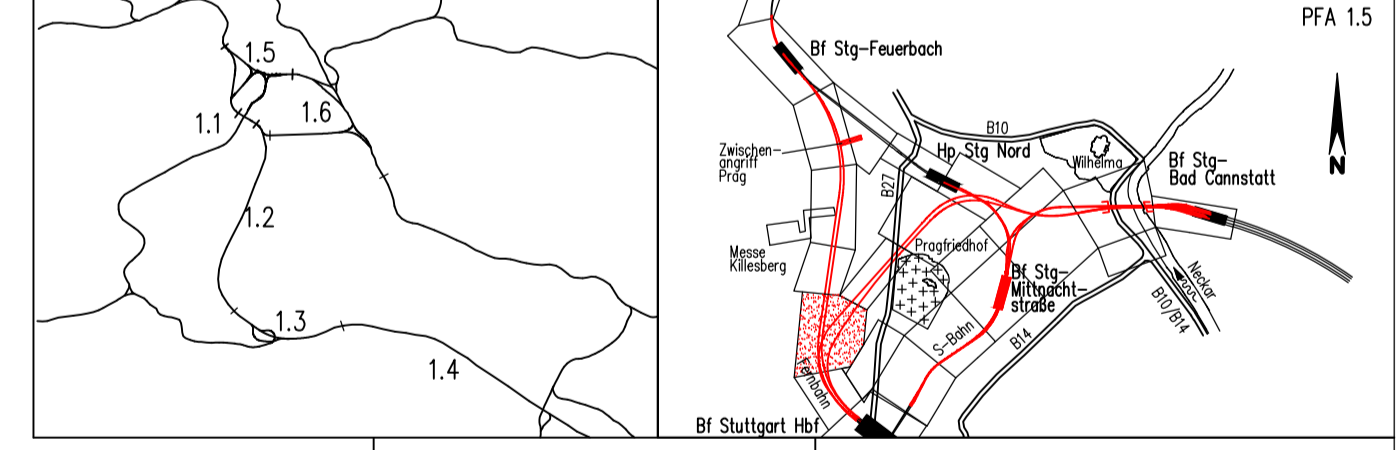 1.5
1.6
1.1
1.2
1.3
1.4
PFA 1.5
Bf Stg-Feuerbach
N
B10
Zwischen-
angriff
Prag
Hp Stg Nord
Wilhelma
Bf Stg-
Bad Cannstatt
B27
Messe
Killesberg
Pragfriedhof
Bf Stg-
Mittnacht-
straße
Neckar
B10/B14
S-Bahn
B14
Fernbahn
Bf Stuttgart Hbf